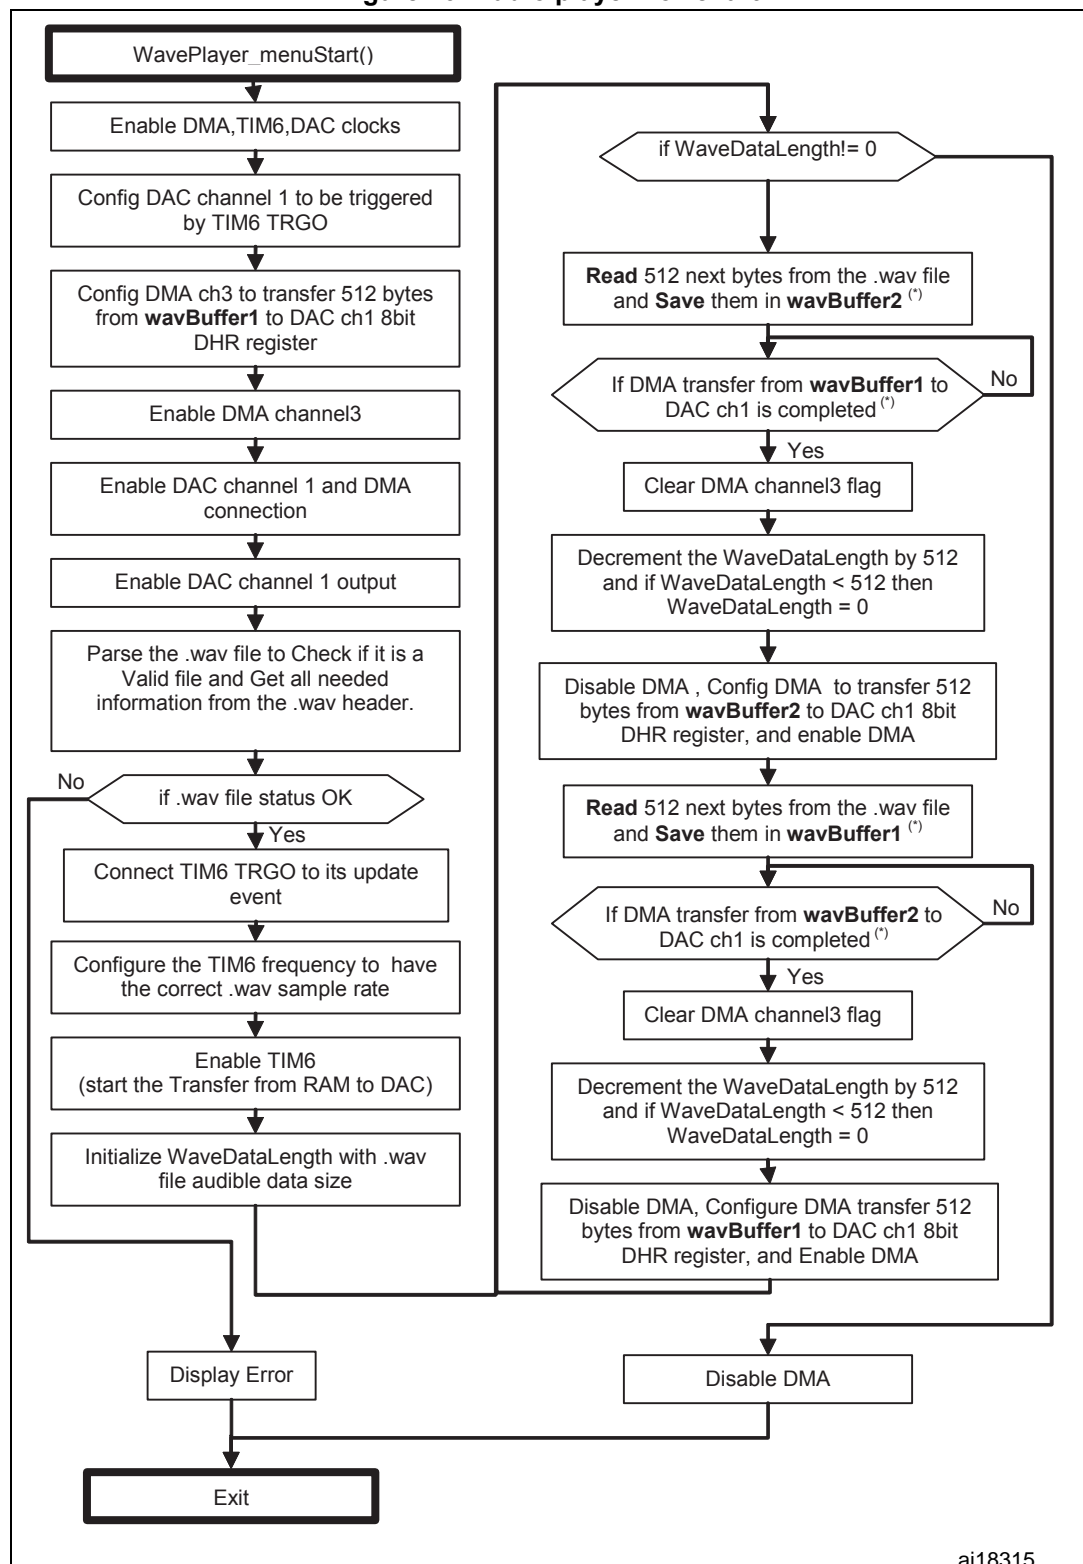 WavePlayer_menuStart()
Enable DMA,TIM6,DAC clocks
Config DAC channel 1 to be triggered
by TIM6 TRGO
Config DMA ch3 to transfer 512 bytes
from wavBuffer1 to DAC ch1 8bit
DHR register
Enable DMA channel3
Enable DAC channel 1 and DMA
connection
Enable DAC channel 1 output
Parse the .wav file to Check if it is a
Valid file and Get all needed
information from the .wav header.
No
if .wav file status OK
Yes
Connect TIM6 TRGO to its update
event
Configure the TIM6 frequency to have
the correct .wav sample rate
Enable TIM6
(start the Transfer from RAM to DAC)
Initialize WaveDataLength with .wav
file audible data size
Display Error
Exit
if WaveDataLength!= 0
Read 512 next bytes from the .wav file
and Save them in wavBuffer2 (*)
If DMA transfer from wavBuffer1 to
DAC ch1 is completed (*)
No
Yes
Clear DMA channel3 flag
Decrement the WaveDataLength by 512
and if WaveDataLength < 512 then
WaveDataLength = 0
Disable DMA , Config DMA to transfer 512
bytes from wavBuffer2 to DAC ch1 8bit
DHR register, and enable DMA
Read 512 next bytes from the .wav file
and Save them in wavBuffer1 (*)
If DMA transfer from wavBuffer2 to
DAC ch1 is completed (*)
No
Yes
Clear DMA channel3 flag
Decrement the WaveDataLength by 512
and if WaveDataLength < 512 then
WaveDataLength = 0
Disable DMA, Configure DMA transfer 512
bytes from wavBuffer1 to DAC ch1 8bit
DHR register, and Enable DMA
Disable DMA
ai18315